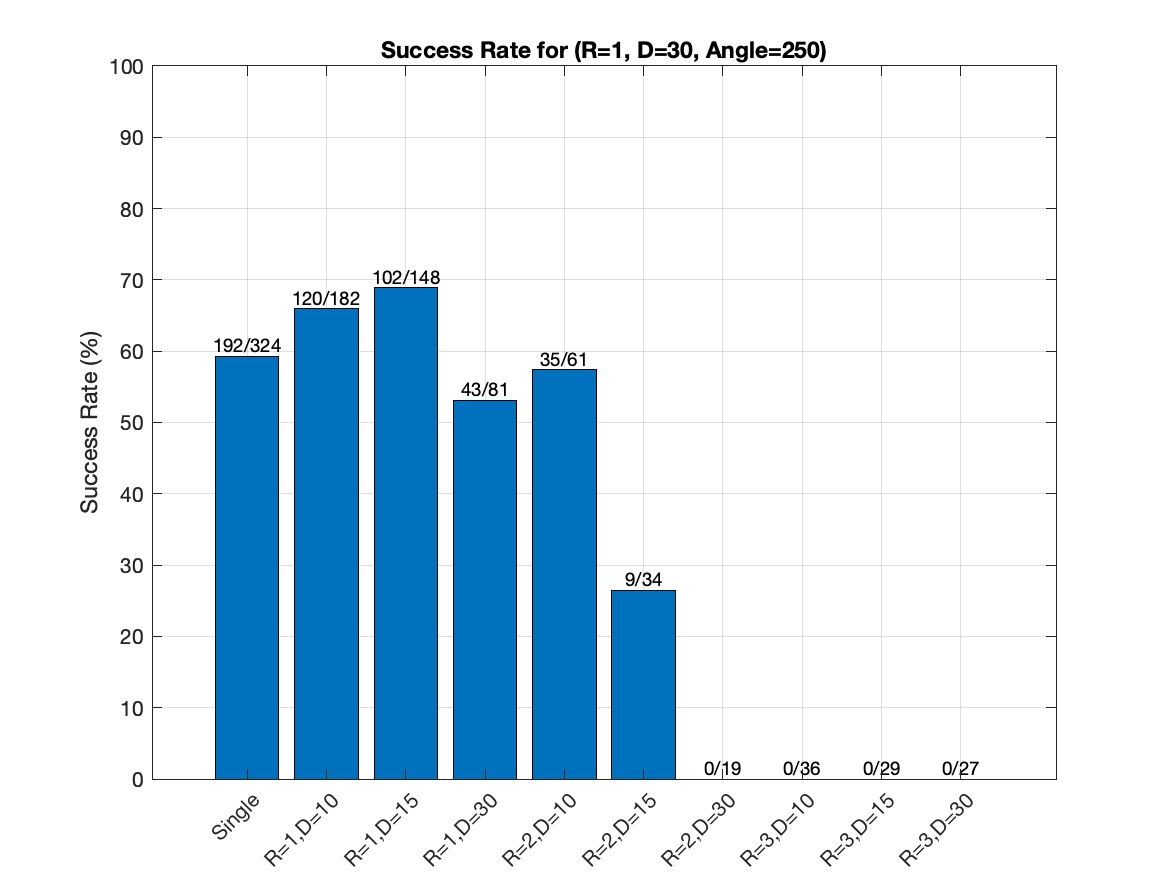 Success Rate for (R=1, D=30, Angle=250)
Success Rate (%)
100
90
80
70
60
50
40
30
20
10
0
192/324
120/182
102/148
43/81
35/61
9/34
0/19
0/36
0/29
0/27
Single
R=1,D=10
R=1,D=15
R=1,D=30
R=2,D=10
R=2,D=15
R=2,D=30
R=3,D=10
R=3,D=15
R=3,D=30